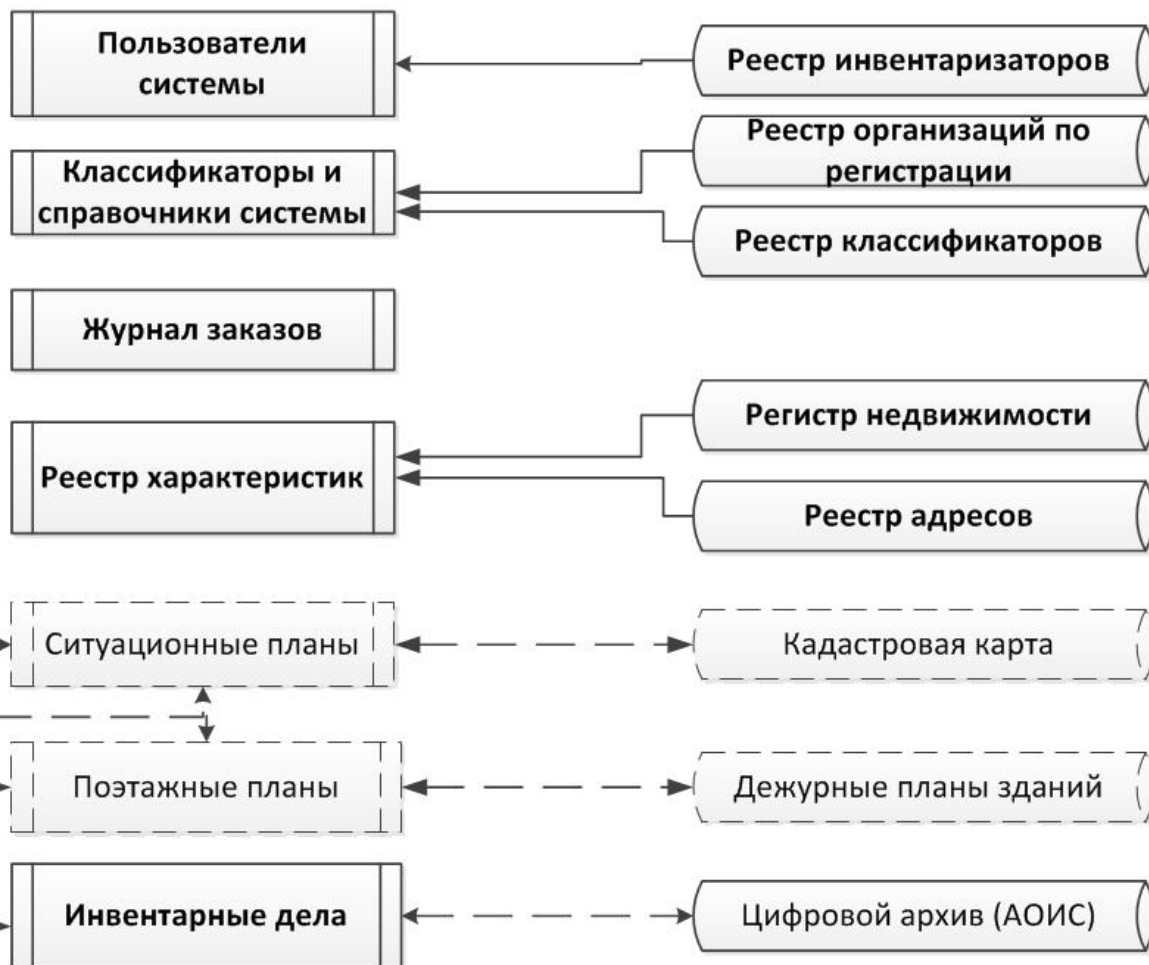 Пользователи
системы
Реестр инвентаризаторов
Классификаторы и
справочники системы
Реестр организаций по
регистрации
Реестр классификаторов
Журнал заказов
Реестр характеристик
Регистр недвижимости
Реестр адресов
Ситуационные планы
Кадастровая карта
Поэтажные планы
Дежурные планы зданий
Инвентарные дела
Цифровой архив (АОИС)